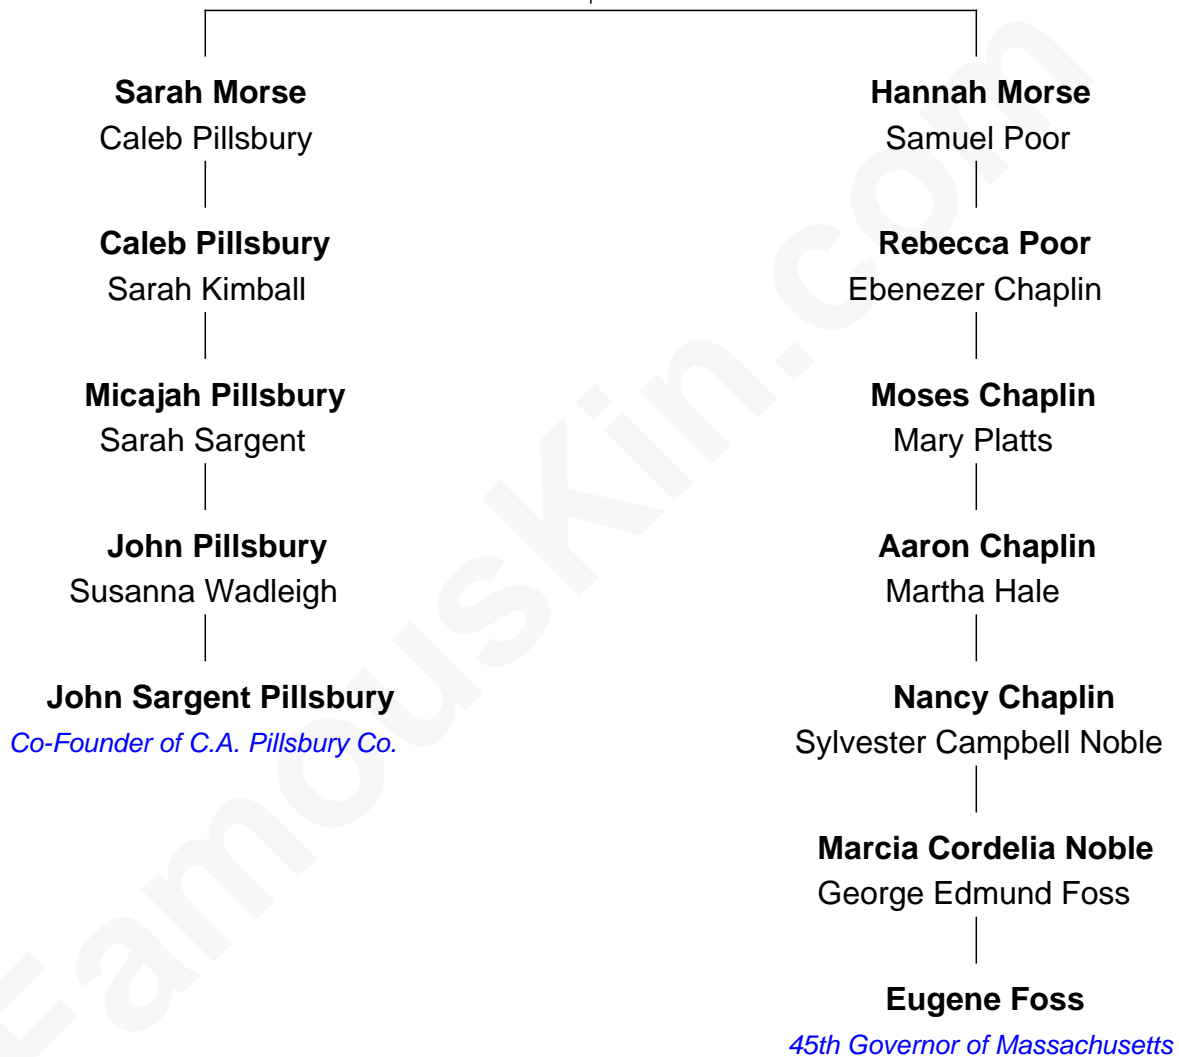 Sarah Morse
Caleb Pillsbury
Caleb Pillsbury
Sarah Kimball
Micajah Pillsbury
Sarah Sargent
John Pillsbury
Susanna Wadleigh
John Sargent Pillsbury
Co-Founder of C.A. Pillsbury Co.
Hannah Morse
Samuel Poor
Rebecca Poor
Ebenezer Chaplin
Moses Chaplin
Mary Platts
Aaron Chaplin
Martha Hale
Nancy Chaplin
Sylvester Campbell Noble
Marcia Cordelia Noble
George Edmund Foss
Eugene Foss
45th Governor of Massachusetts
FamousKin.com